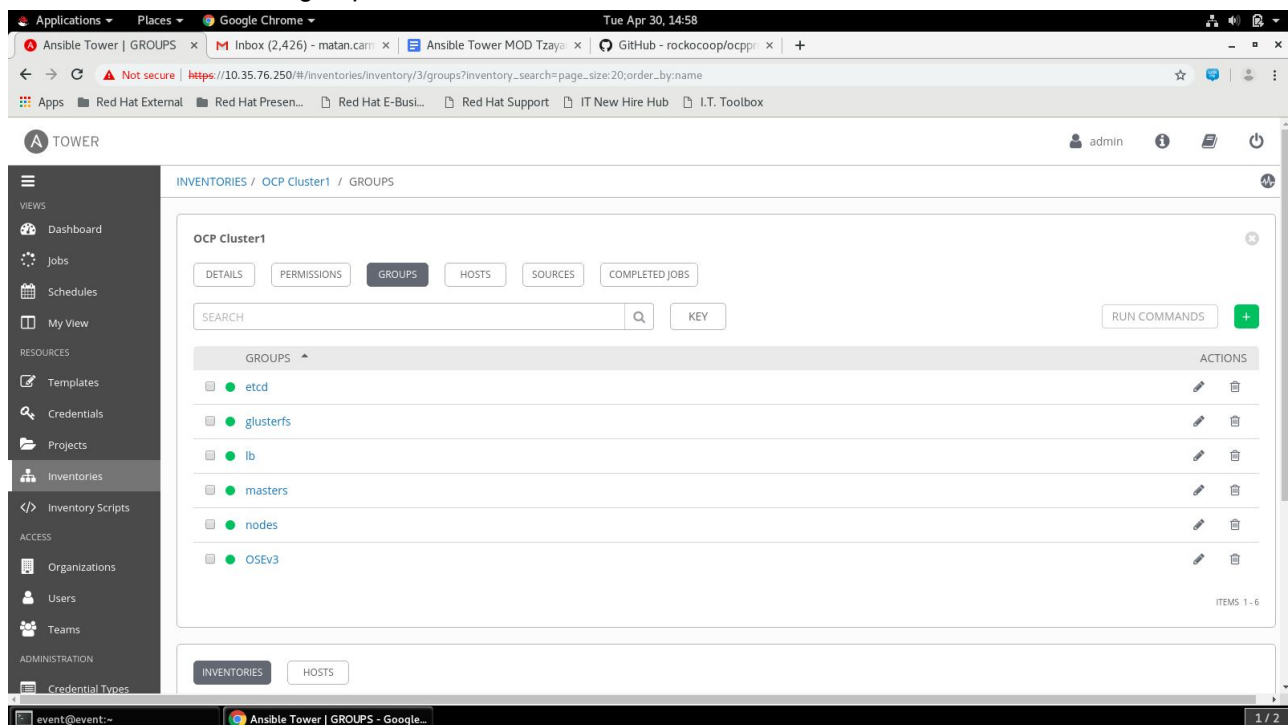 Applications Places Google Chrome Tue Apr 30, 14:58
Ansible Tower | GROUPS Inbox (2,426) - matan.carm Ansible Tower MOD Tzaya GitHub - rockocoop/ocppr
Not secure | https://10.35.76.250/#/inventories/inventory/3/groups?inventory_search=page_size:20;order_by:name
Apps Red Hat External Red Hat Presen... Red Hat E-Busi... Red Hat Support IT New Hire Hub I.T. Toolbox
A TOWER admin
INVENTORIES / OCP Cluster1 / GROUPS
VIEWS
Dashboard
Jobs
Schedules
My View
RESOURCES
Templates
Credentials
Projects
Inventories
Inventory Scripts
ACCESS
Organizations
Users
Teams
ADMINISTRATION
Credential Types
OCP Cluster1
DETAILS PERMISSIONS GROUPS HOSTS SOURCES COMPLETED JOBS
SEARCH KEY RUN COMMANDS +
GROUPS ACTIONS
etcd
glusterfs
lb
masters
nodes
OSEv3
ITEMS 1 - 6
INVENTORIES HOSTS
event@event:~ Ansible Tower | GROUPS - Google... 1 / 2